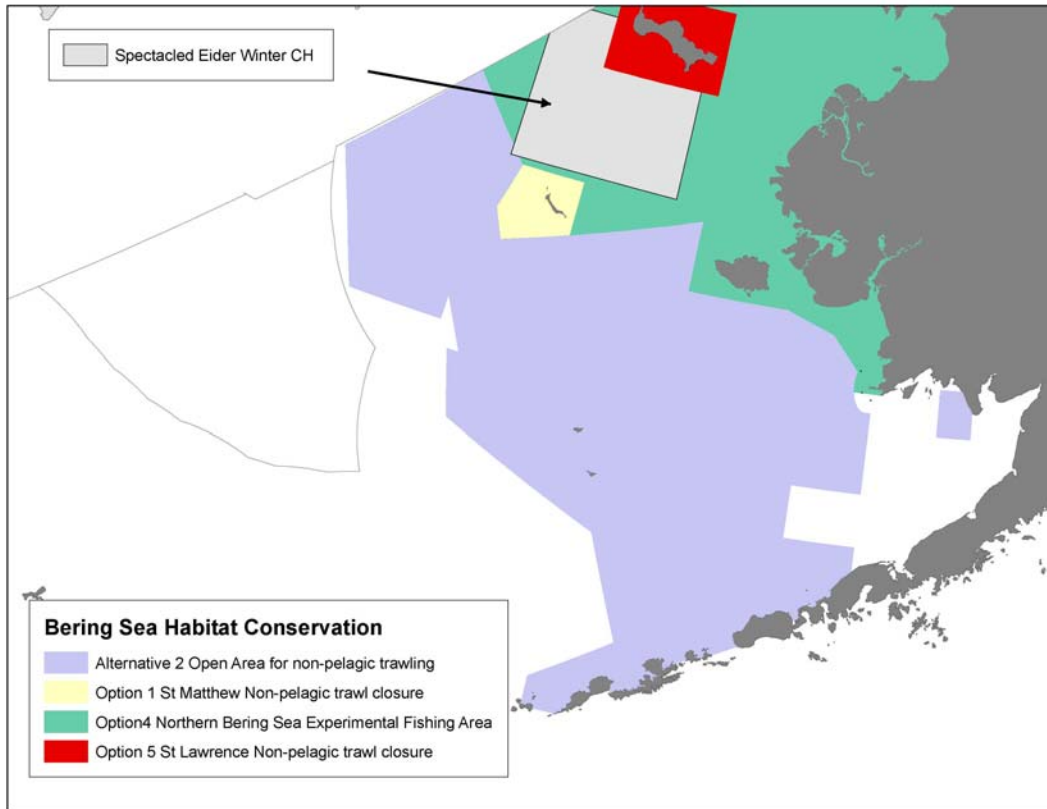 Spectacled Eider Winter CH
Bering Sea Habitat Conservation
Alternative 2 Open Area for non-pelagic trawling
Option 1 St Matthew Non-pelagic trawl closure
Option4 Northern Bering Sea Experimental Fishing Area
Option 5 St Lawrence Non-pelagic trawl closure